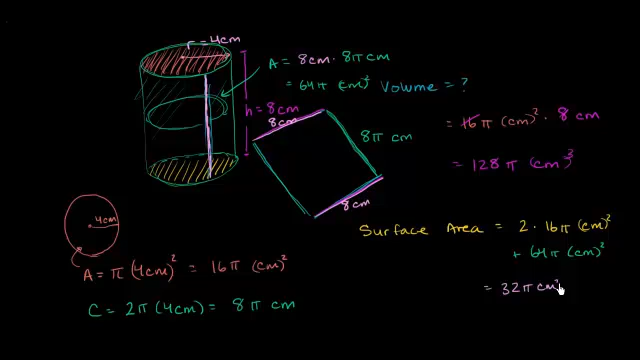 r=4cm
A = 8cm · 8π cm
= 64π (cm)²
Volume = ?
h=8cm
8cm
8π cm
= 16π (cm)² · 8 cm
= 128π (cm)³
8cm
4cm
A = π(4cm)² = 16π (cm)²
C = 2π(4cm) = 8π cm
Surface Area = 2 · 16π (cm)²
+ 64π (cm)²
= 32π cm²